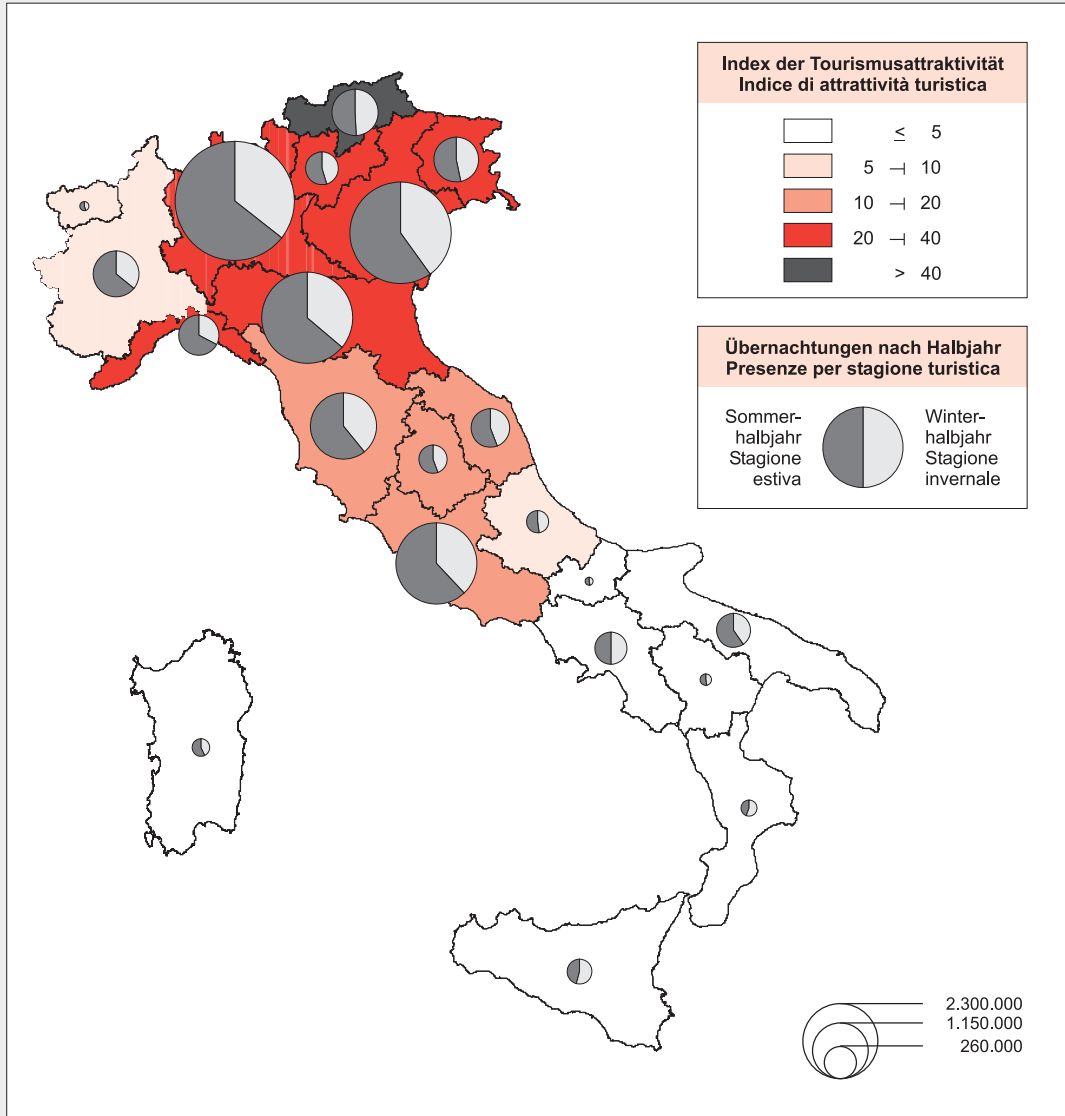 Index der Tourismusattraktivität
Indice di attrattività turistica
≤ 5
5 ⊣ 10
10 ⊣ 20
20 ⊣ 40
> 40
Übernachtungen nach Halbjahr
Presenze per stagione turistica
Sommer-
halbjahr
Stagione
estiva
Winter-
halbjahr
Stagione
invernale
2.300.000
1.150.000
260.000